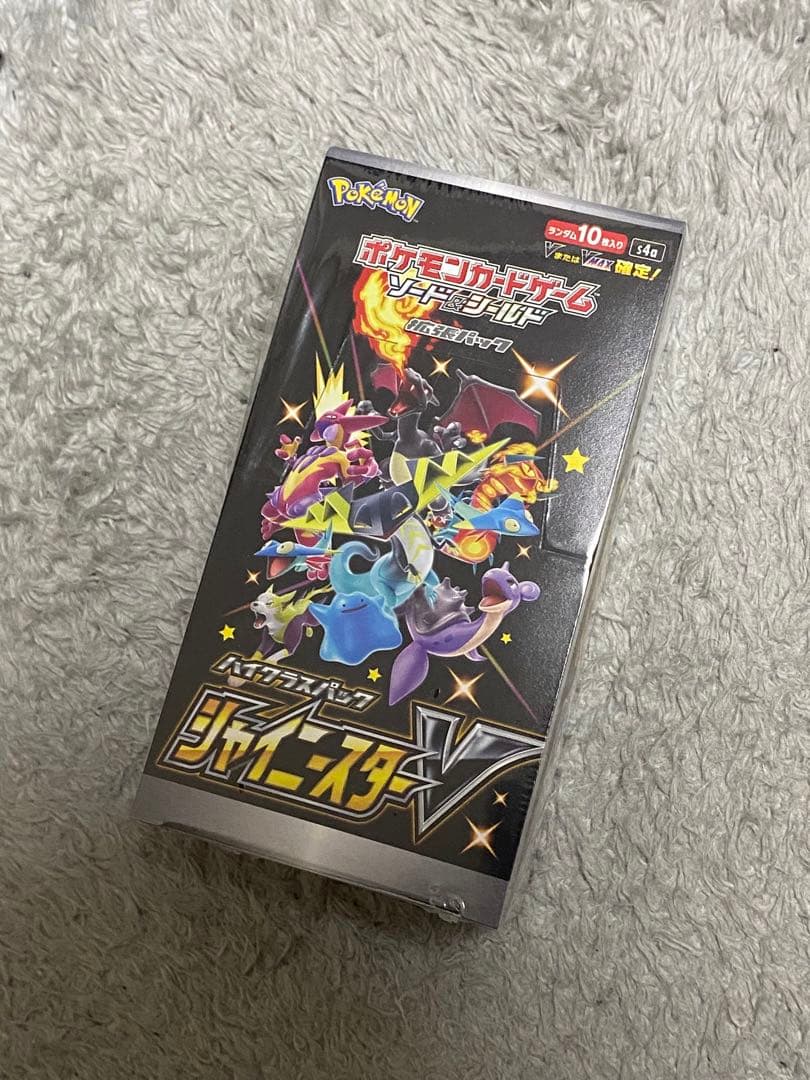 POKÉMON
ランダム10枚入り
S4a
VまたはVMAX確定!
ポケモンカードゲーム
ソード&シールド
拡張パック
ハイクラスパック
シャイニースターV